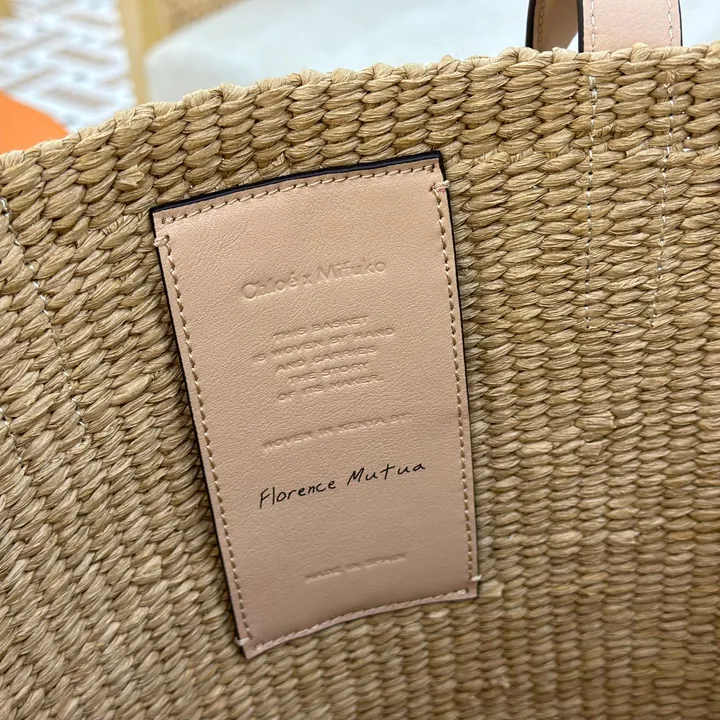 Chloé x Mifuko
THIS BASKET
IS WOVEN BY HAND
AND CARRIES
THE STORY
OF ITS MAKER.
WOVEN IN KENYA BY:
Florence Mutua
MADE IN SPAIN